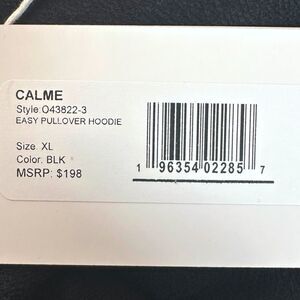 CALME
Style:O43822-3
EASY PULLOVER HOODIE
Size. XL
Color. BLK
MSRP: $198
1 96354 02285 7